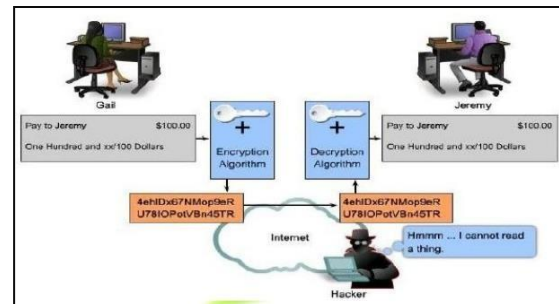 Gail
Jeremy
Pay to Jeremy $100.00
One Hundred and xx/100 Dollars
+
Encryption
Algorithm
+
Decryption
Algorithm
Pay to Jeremy $100.00
One Hundred and xx/100 Dollars
4ehIDx67NMop9eR
U78IOPotVBn45TR
4ehIDx67NMop9eR
U78IOPotVBn45TR
Internet
Hmmm ... I cannot read
a thing.
Hacker